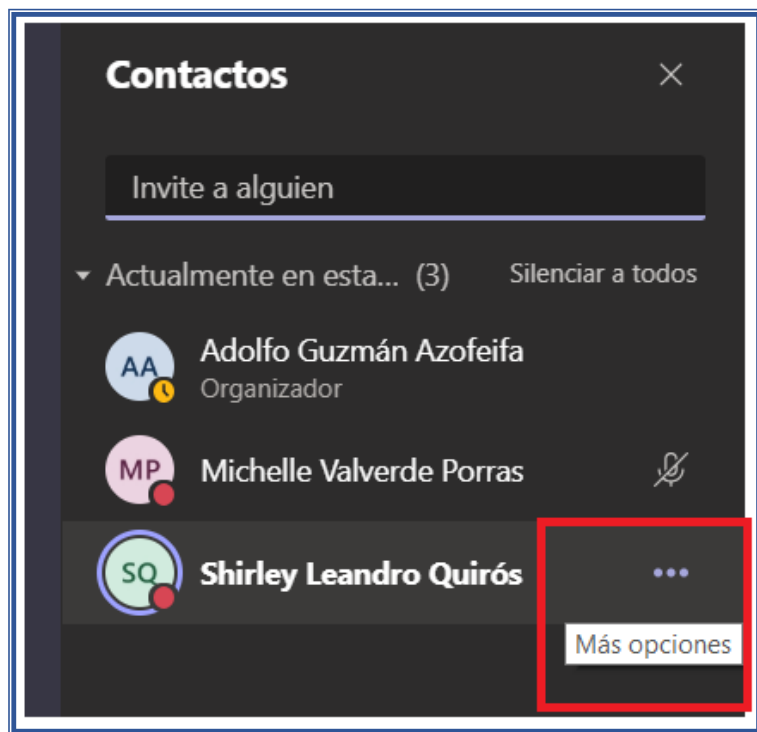 Contactos
Invite a alguien
Actualmente en esta... (3) Silenciar a todos
AA Adolfo Guzmán Azofeifa
Organizador
MP Michelle Valverde Porras
SQ Shirley Leandro Quirós
Más opciones